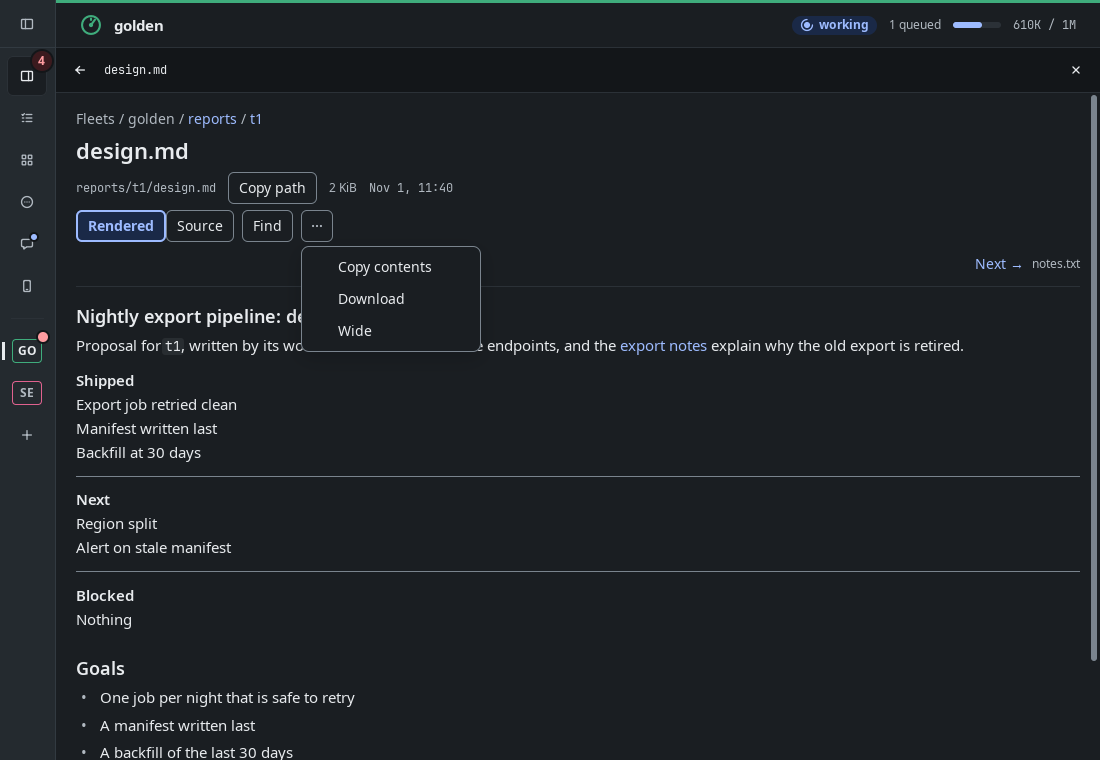 golden
working
1 queued
610K / 1M
4
design.md
Fleets / golden / reports / t1
design.md
reports/t1/design.md
Copy path
2 KiB
Nov 1, 11:40
Rendered
Source
Find
Copy contents
Download
Wide
Next → notes.txt
Nightly export pipeline:
Proposal for t1, written by its endpoints, and the export notes explain why the old export is retired.
GO
Shipped
SE
Export job retried clean
Manifest written last
Backfill at 30 days
Next
Region split
Alert on stale manifest
Blocked
Nothing
Goals
• One job per night that is safe to retry
• A manifest written last
• A backfill of the last 30 days